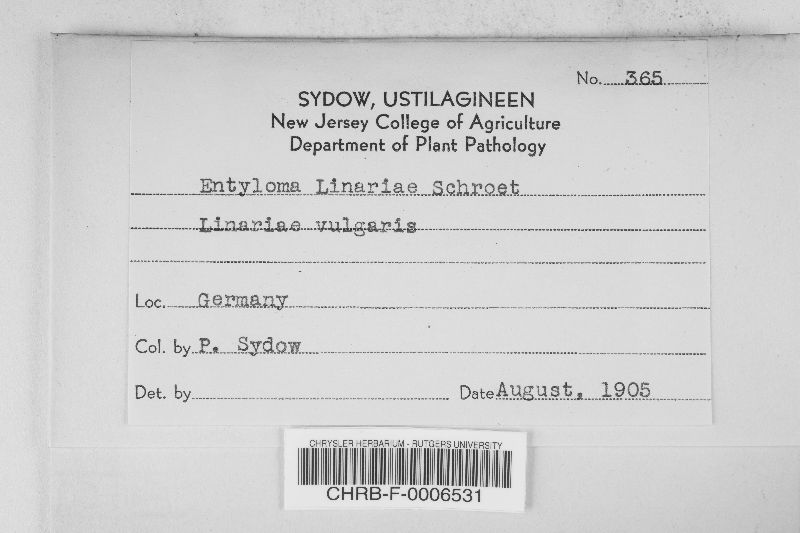 No. 365
SYDOW, USTILAGINEEN
New Jersey College of Agriculture
Department of Plant Pathology
Entyloma Linariae Schroet
Linariae vulgaris
Loc. Germany
Col. by P. Sydow
Det. by Date August, 1905
CHRYSLER HERBARIUM - RUTGERS UNIVERSITY
CHRB-F-0006531